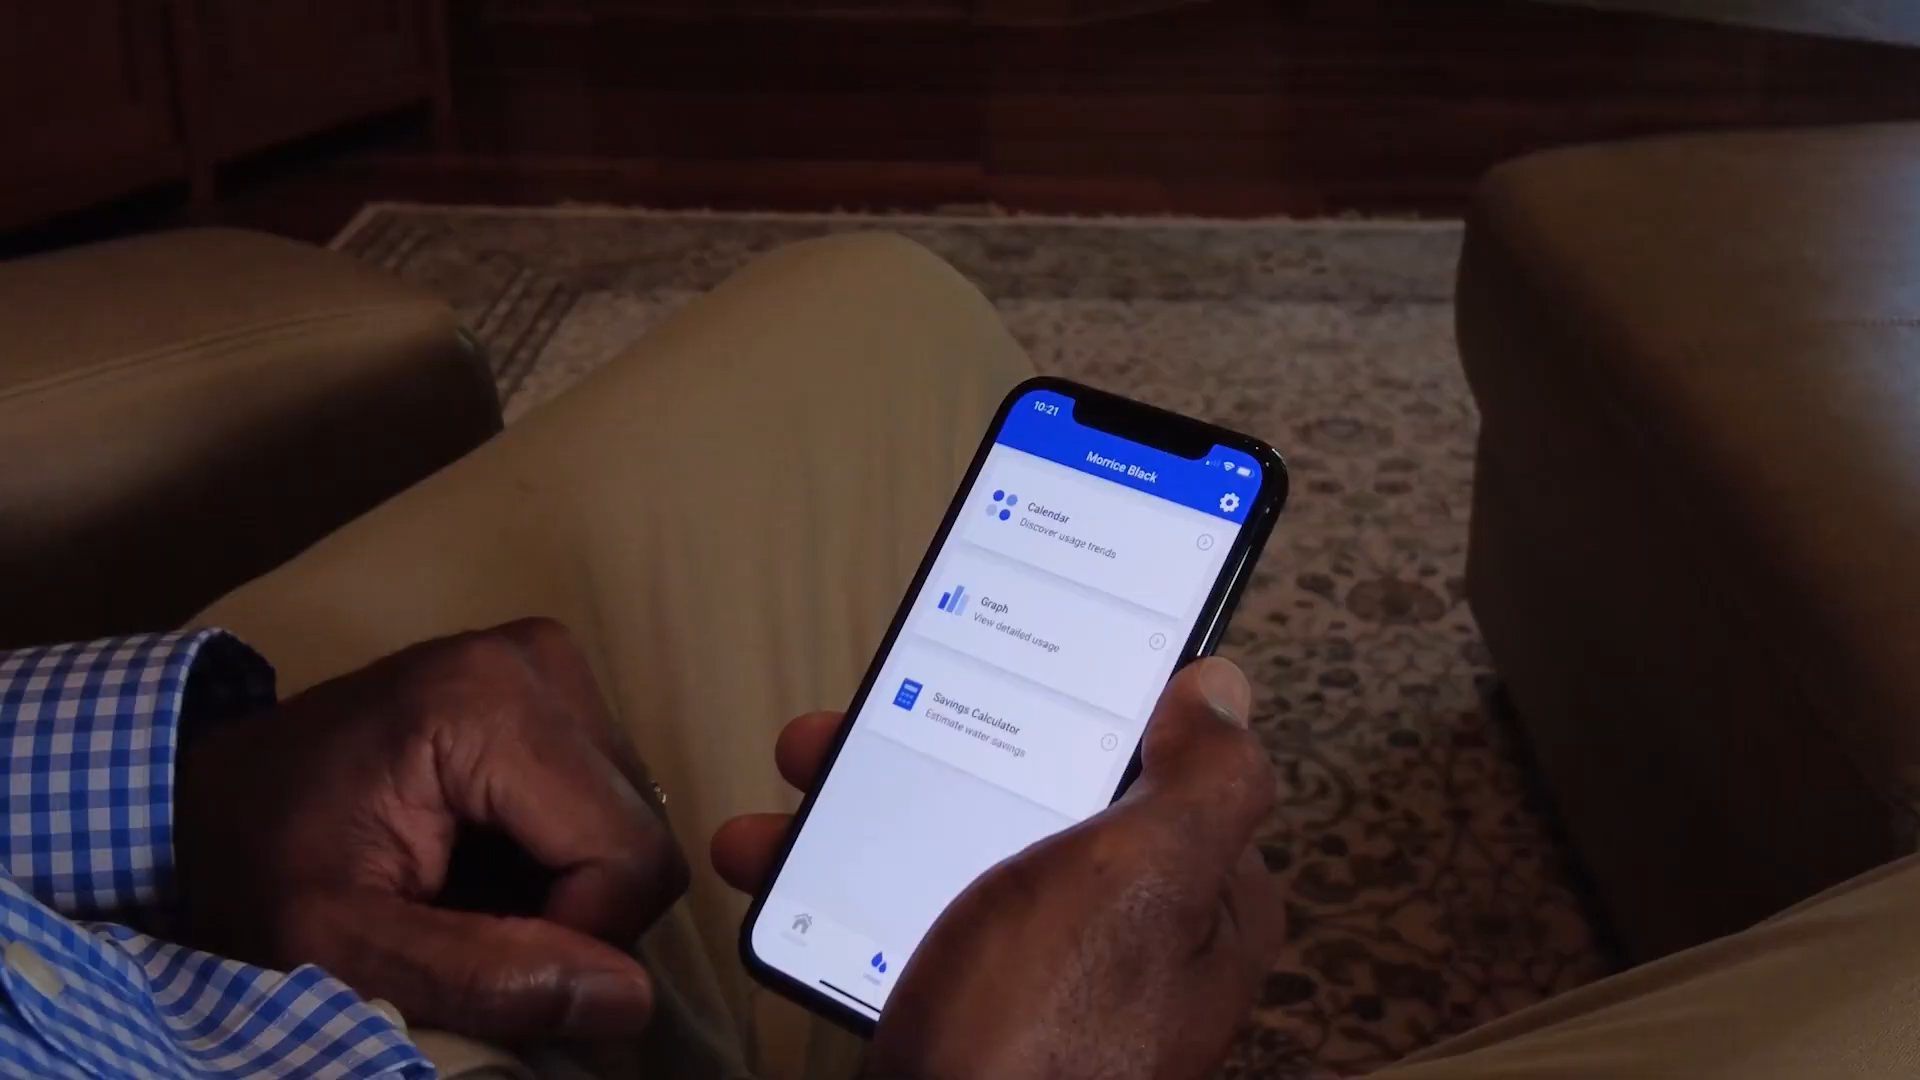 10:21
Morrice Black
Calendar
Discover usage trends
Graph
View detailed usage
Savings Calculator
Estimate water savings